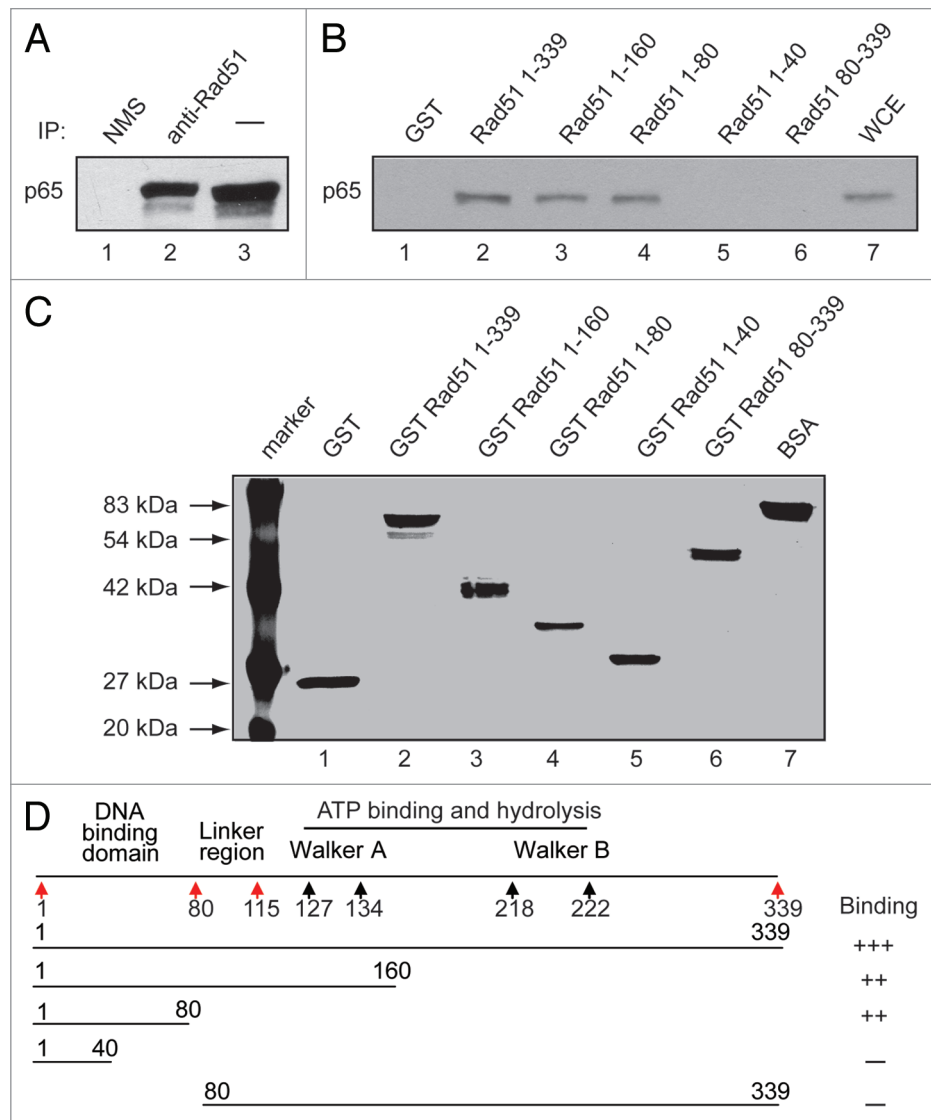 A
IP:
NMS
anti-Rad51
—
p65
1 2 3
B
GST
Rad51 1-339
Rad51 1-160
Rad51 1-80
Rad51 1-40
Rad51 80-339
WCE
p65
1 2 3 4 5 6 7
C
marker
GST
GST Rad51 1-339
GST Rad51 1-160
GST Rad51 1-80
GST Rad51 1-40
GST Rad51 80-339
BSA
83 kDa
54 kDa
42 kDa
27 kDa
20 kDa
1 2 3 4 5 6 7
D
DNA
binding
domain
Linker
region
ATP binding and hydrolysis
Walker A
Walker B
1 80 115 127 134 218 222 339 Binding
1 339 +++
1 160 ++
1 80 ++
1 40 —
80 339 —